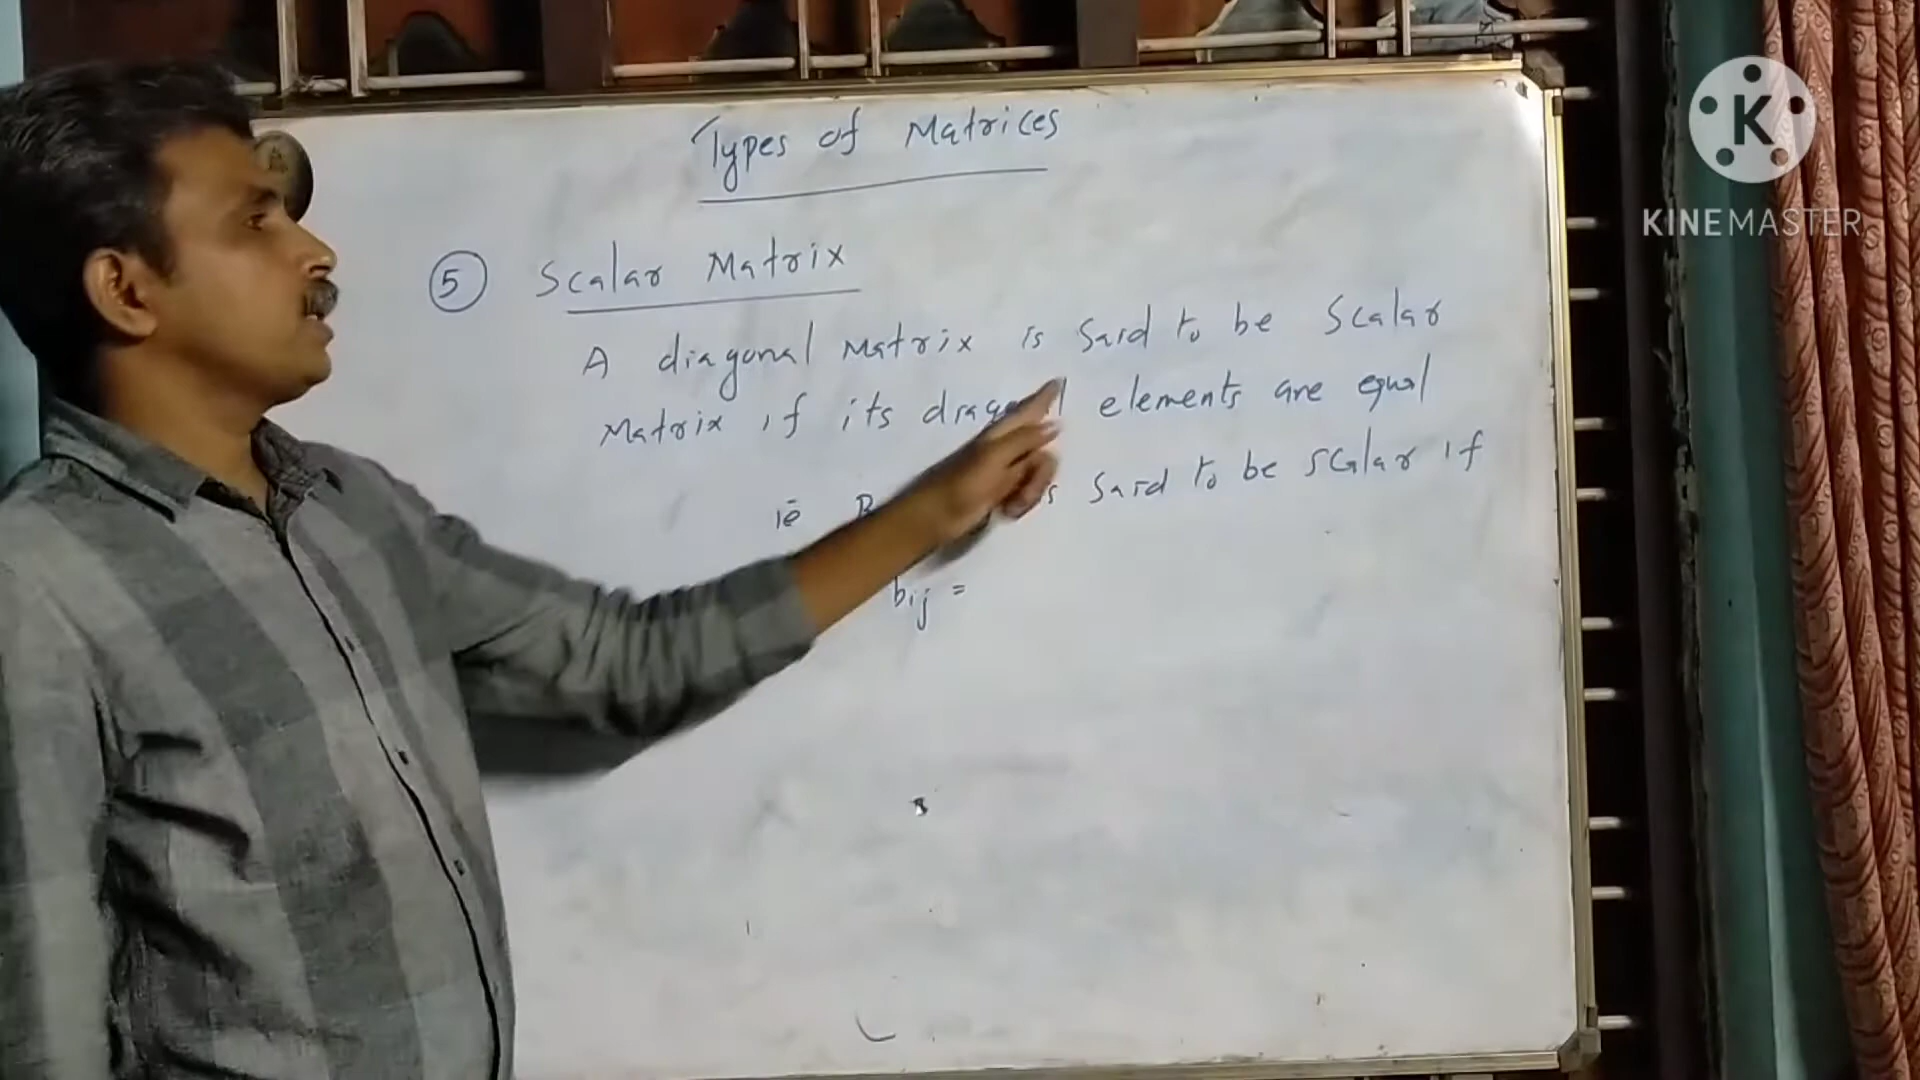 Types of Matrices
5 Scalar Matrix
A diagonal Matrix is said to be scalar
Matrix if its elements are equal
ie said to be scalar if
bij =
K
KINEMASTER